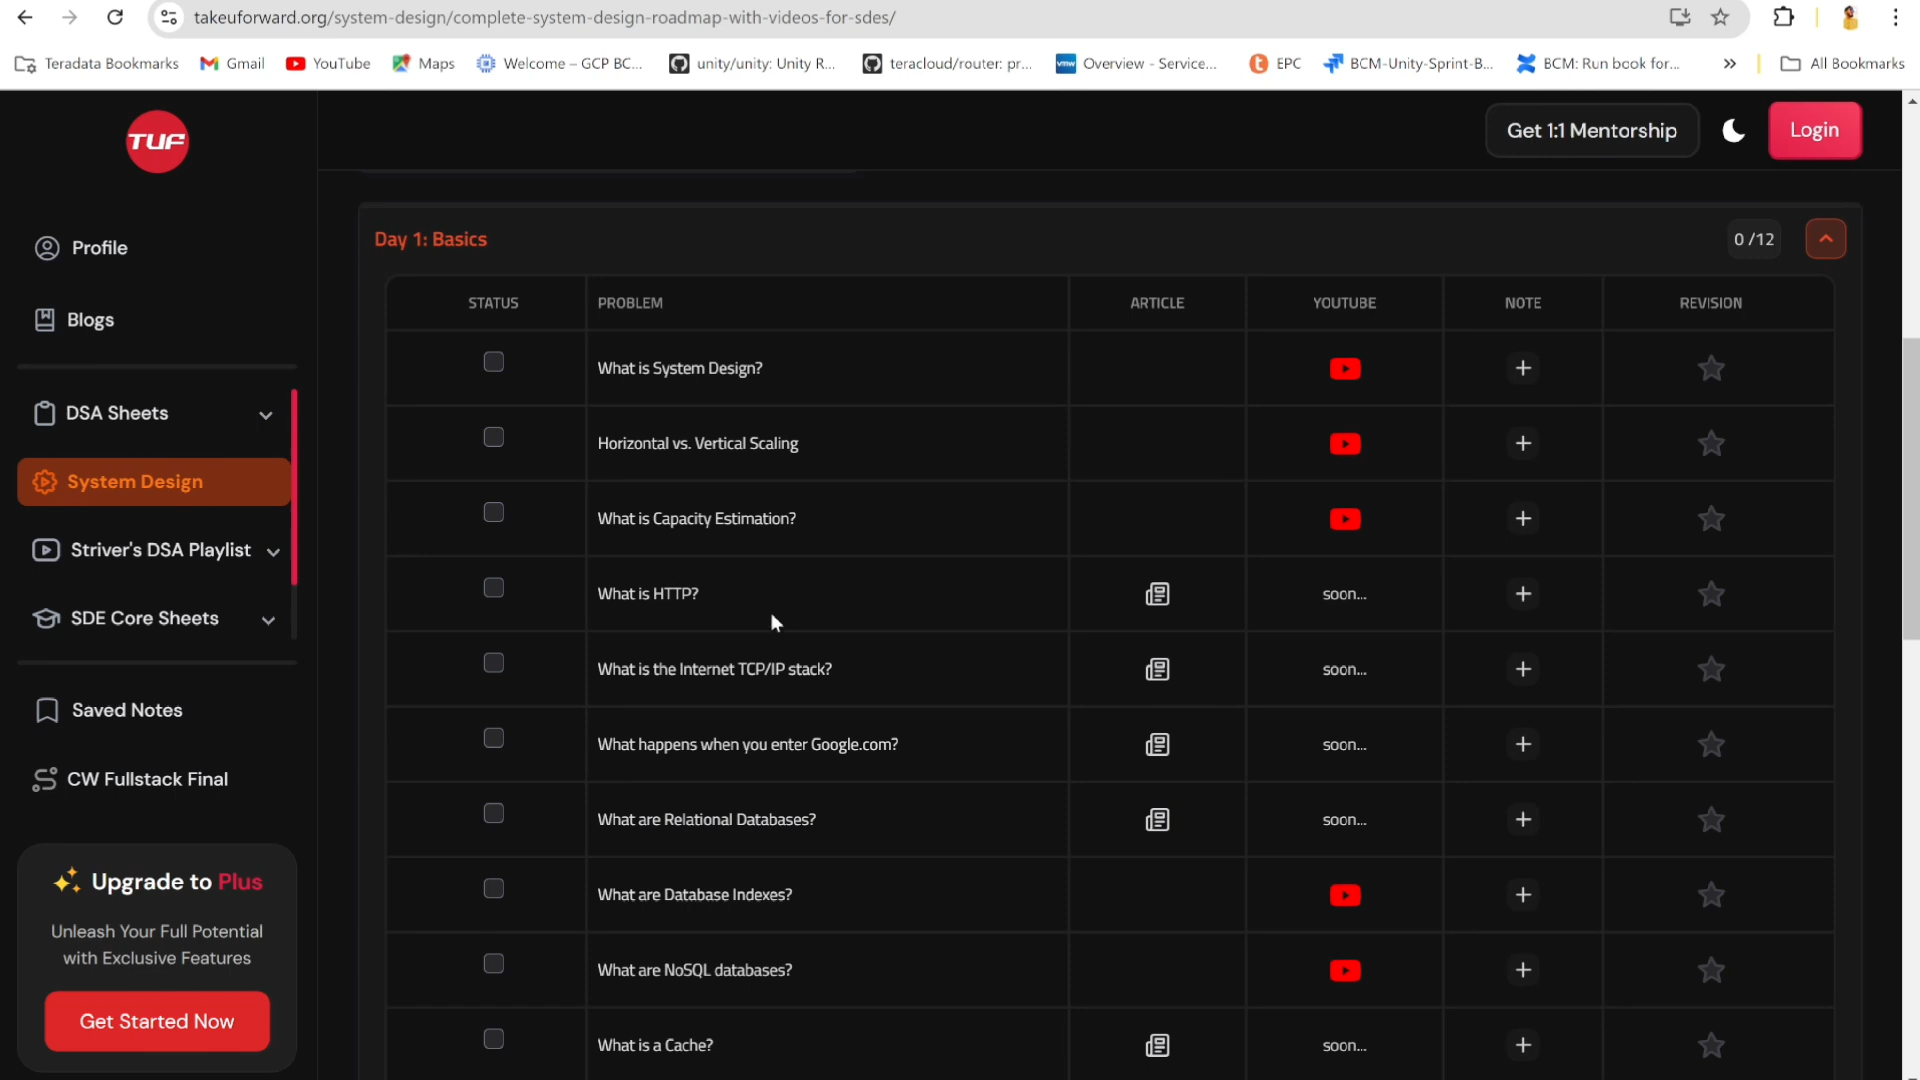 takeuforward.org/system-design/complete-system-design-roadmap-with-videos-for-sdes/
Teradata Bookmarks Gmail YouTube Maps Welcome – GCP BC... unity/unity: Unity R... teracloud/router: pr... vmw Overview - Service... EPC BCM-Unity-Sprint-B... BCM: Run book for... » All Bookmarks
TUF
Get 1:1 Mentorship
Login
Profile
Blogs
DSA Sheets
System Design
Striver's DSA Playlist
SDE Core Sheets
Saved Notes
CW Fullstack Final
Upgrade to Plus
Unleash Your Full Potential
with Exclusive Features
Get Started Now
Day 1: Basics
0 /12
STATUS PROBLEM ARTICLE YOUTUBE NOTE REVISION
What is System Design? +
Horizontal vs. Vertical Scaling +
What is Capacity Estimation? +
What is HTTP? soon... +
What is the Internet TCP/IP stack? soon... +
What happens when you enter Google.com? soon... +
What are Relational Databases? soon... +
What are Database Indexes? +
What are NoSQL databases? +
What is a Cache? soon... +